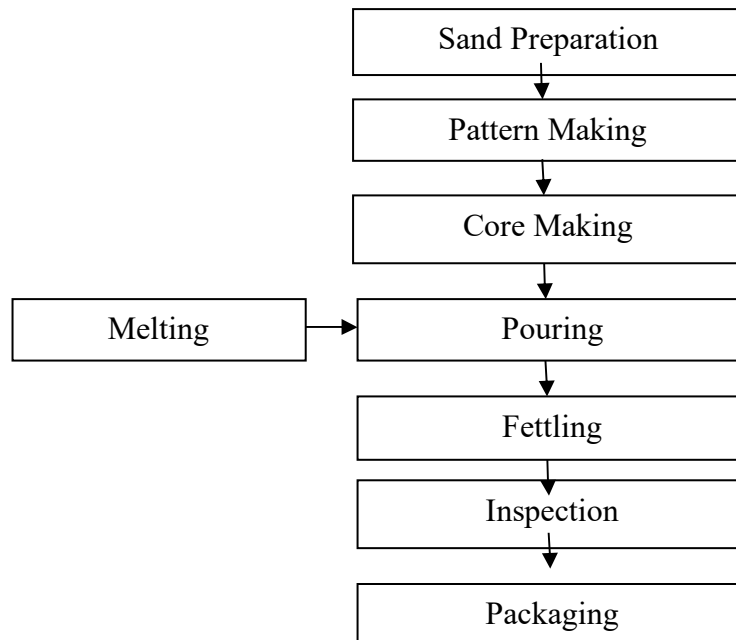 Sand Preparation
Pattern Making
Core Making
Melting
Pouring
Fettling
Inspection
Packaging